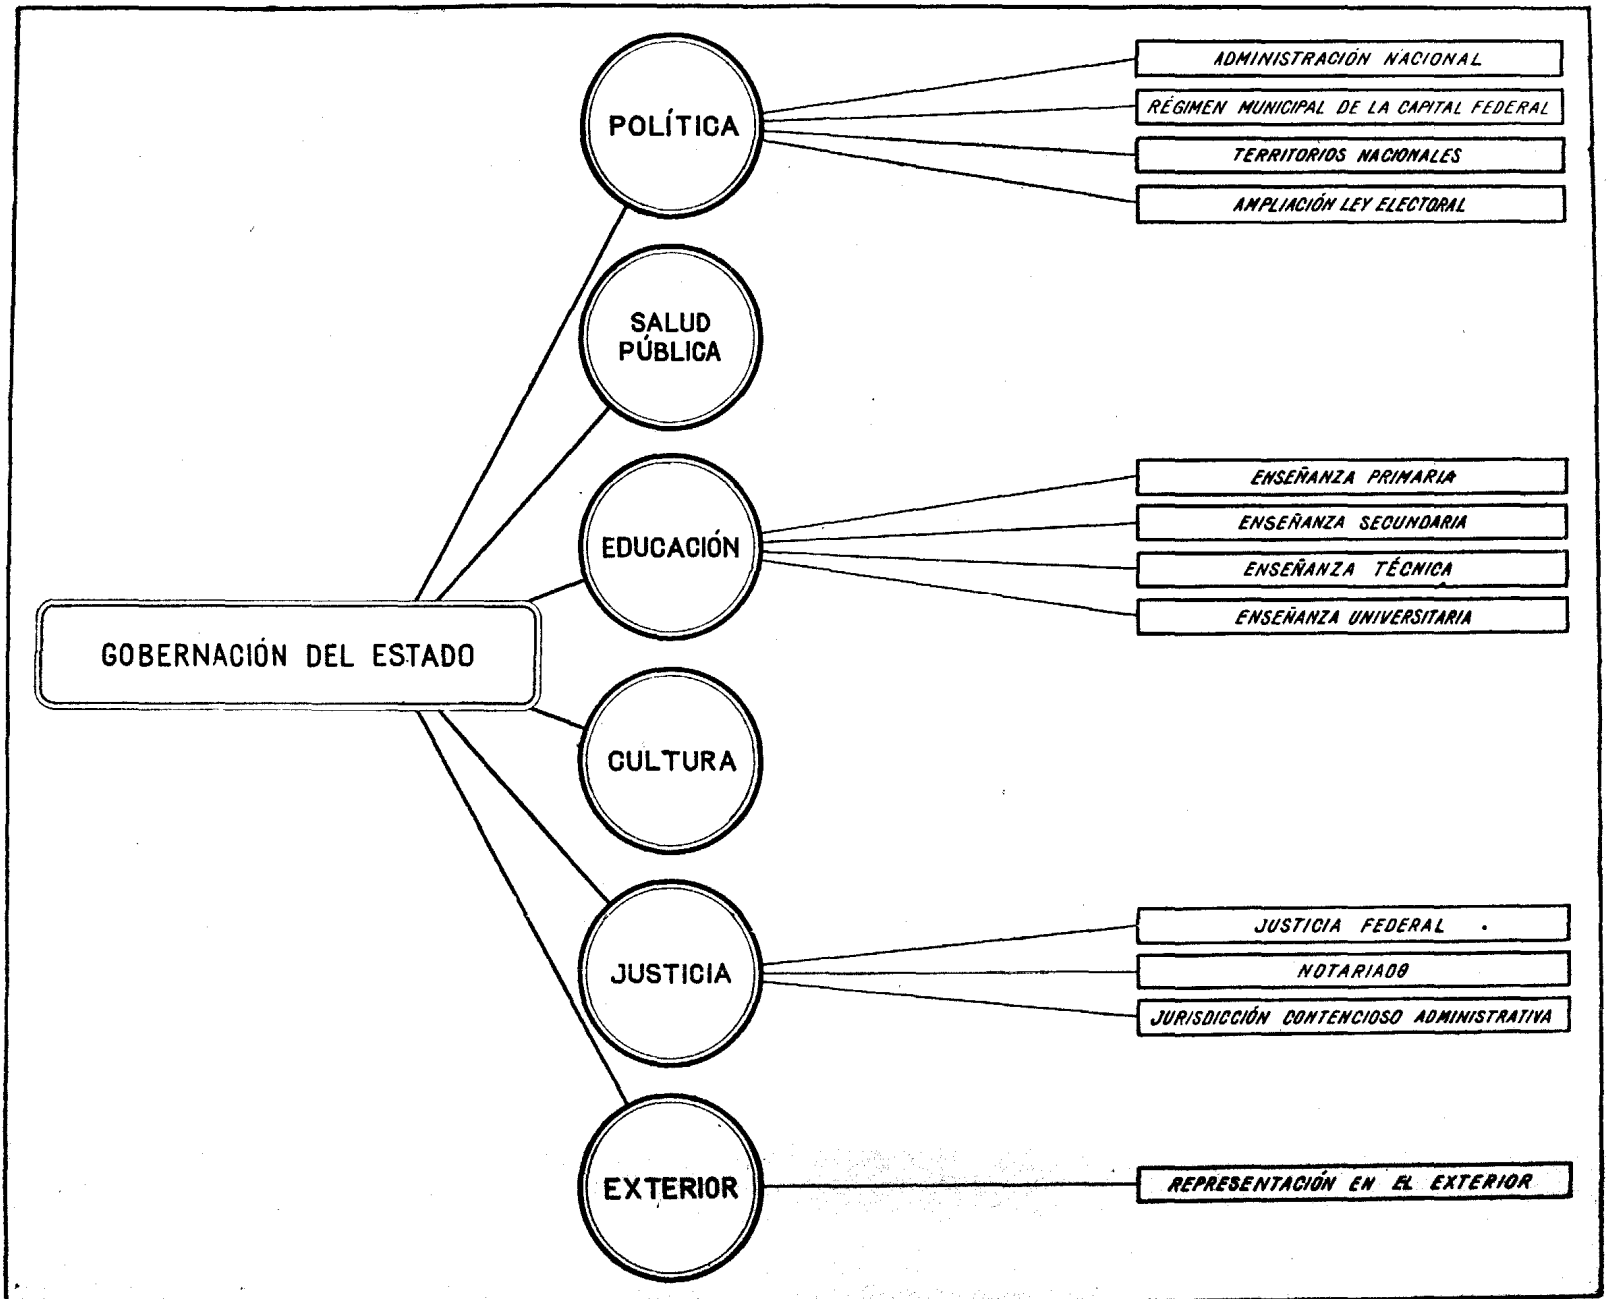 POLÍTICA
ADMINISTRACIÓN NACIONAL
RÉGIMEN MUNICIPAL DE LA CAPITAL FEDERAL
TERRITORIOS NACIONALES
AMPLIACIÓN LEY ELECTORAL
SALUD
PÚBLICA
EDUCACIÓN
ENSEÑANZA PRIMARIA
ENSEÑANZA SECUNDARIA
ENSEÑANZA TÉCNICA
ENSEÑANZA UNIVERSITARIA
GOBERNACIÓN DEL ESTADO
CULTURA
JUSTICIA
JUSTICIA FEDERAL
NOTARIADO
JURISDICCIÓN CONTENCIOSO ADMINISTRATIVA
EXTERIOR
REPRESENTACIÓN EN EL EXTERIOR